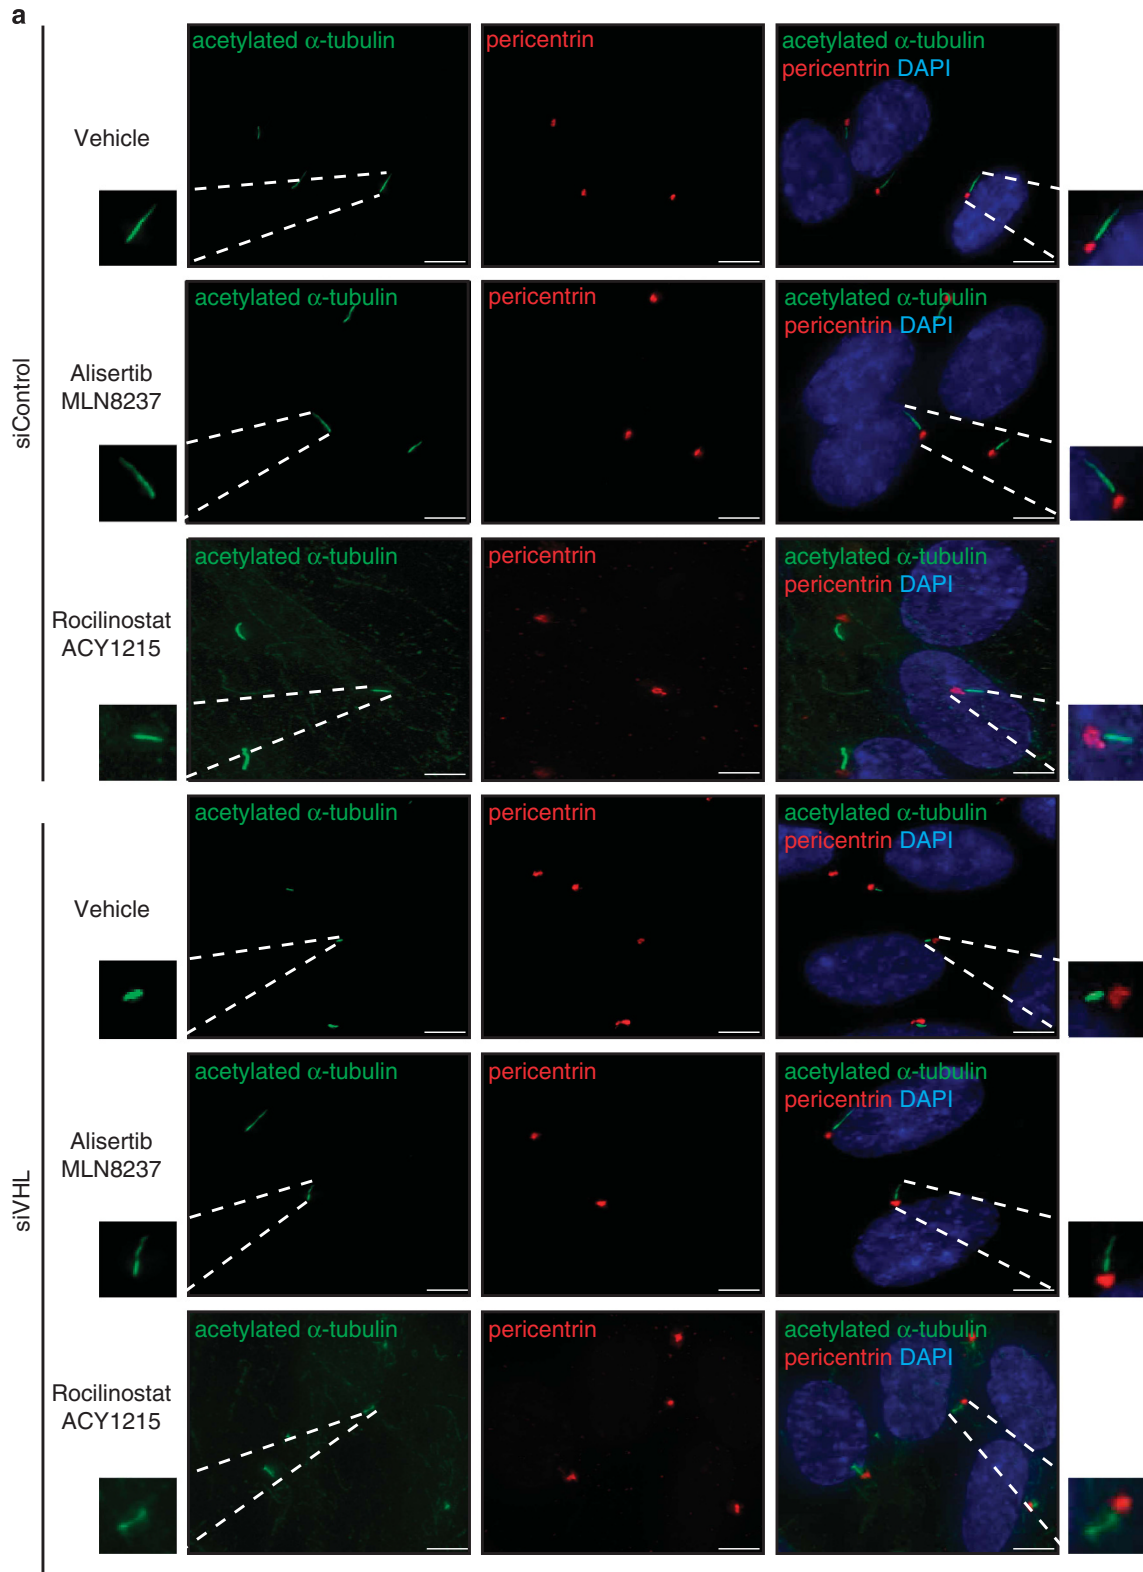 a
siControl
Vehicle
acetylated α-tubulin
pericentrin
acetylated α-tubulin
pericentrin DAPI
Alisertib
MLN8237
acetylated α-tubulin
pericentrin
acetylated α-tubulin
pericentrin DAPI
Rocilinostat
ACY1215
acetylated α-tubulin
pericentrin
acetylated α-tubulin
pericentrin DAPI
siVHL
Vehicle
acetylated α-tubulin
pericentrin
acetylated α-tubulin
pericentrin DAPI
Alisertib
MLN8237
acetylated α-tubulin
pericentrin
acetylated α-tubulin
pericentrin DAPI
Rocilinostat
ACY1215
acetylated α-tubulin
pericentrin
acetylated α-tubulin
pericentrin DAPI